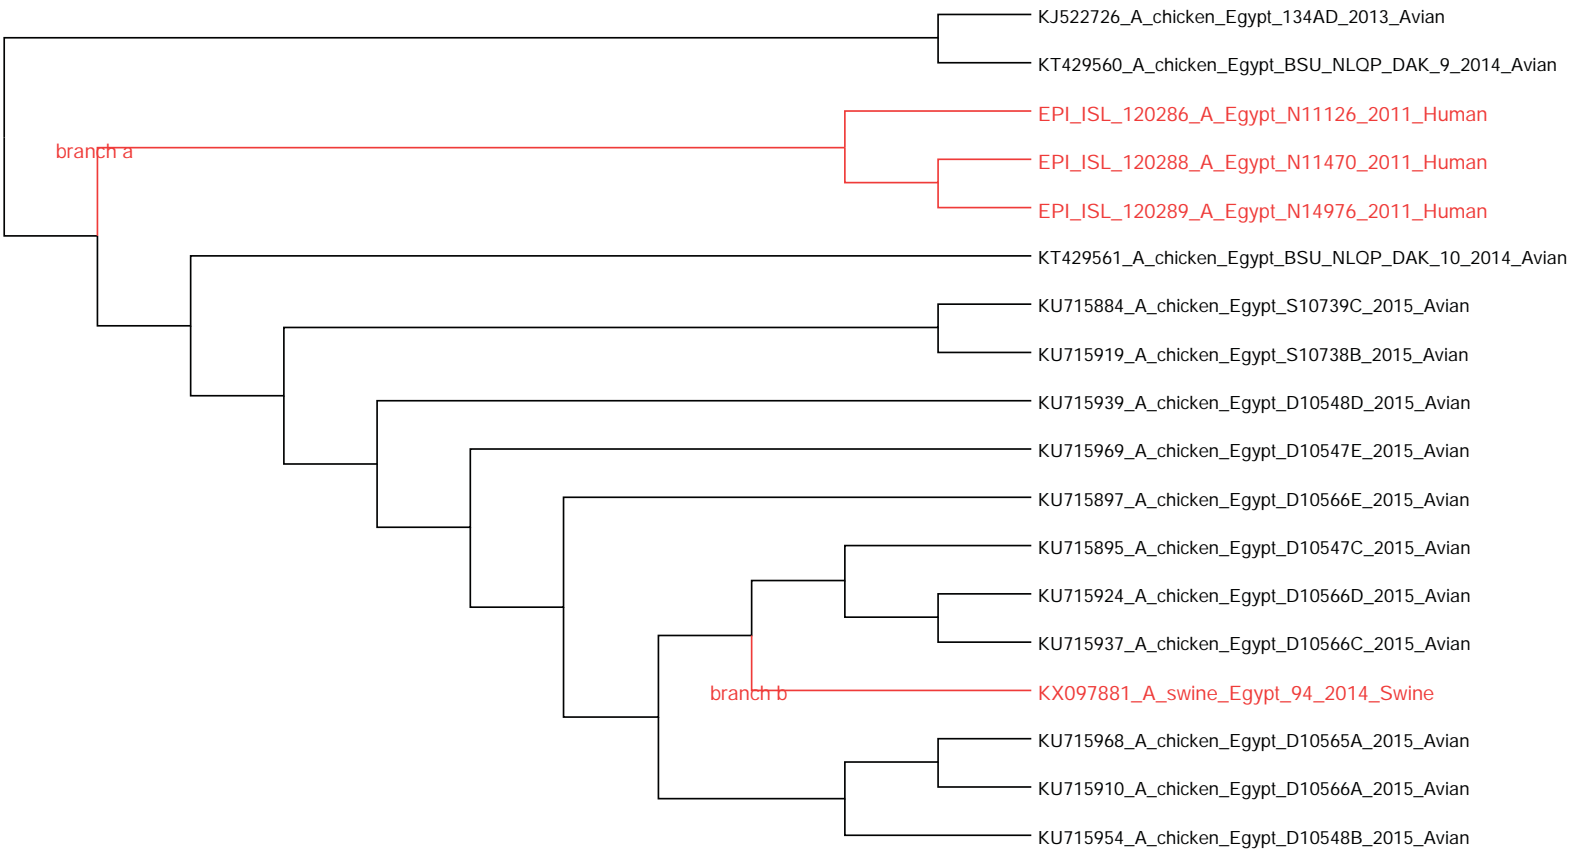 KJ522726_A_chicken_Egypt_134AD_2013_Avian
KT429560_A_chicken_Egypt_BSU_NLQP_DAK_9_2014_Avian
EPI_ISL_120286_A_Egypt_N11126_2011_Human
branch a
EPI_ISL_120288_A_Egypt_N11470_2011_Human
EPI_ISL_120289_A_Egypt_N14976_2011_Human
KT429561_A_chicken_Egypt_BSU_NLQP_DAK_10_2014_Avian
KU715884_A_chicken_Egypt_S10739C_2015_Avian
KU715919_A_chicken_Egypt_S10738B_2015_Avian
KU715939_A_chicken_Egypt_D10548D_2015_Avian
KU715969_A_chicken_Egypt_D10547E_2015_Avian
KU715897_A_chicken_Egypt_D10566E_2015_Avian
KU715895_A_chicken_Egypt_D10547C_2015_Avian
KU715924_A_chicken_Egypt_D10566D_2015_Avian
KU715937_A_chicken_Egypt_D10566C_2015_Avian
branch b
KX097881_A_swine_Egypt_94_2014_Swine
KU715968_A_chicken_Egypt_D10565A_2015_Avian
KU715910_A_chicken_Egypt_D10566A_2015_Avian
KU715954_A_chicken_Egypt_D10548B_2015_Avian